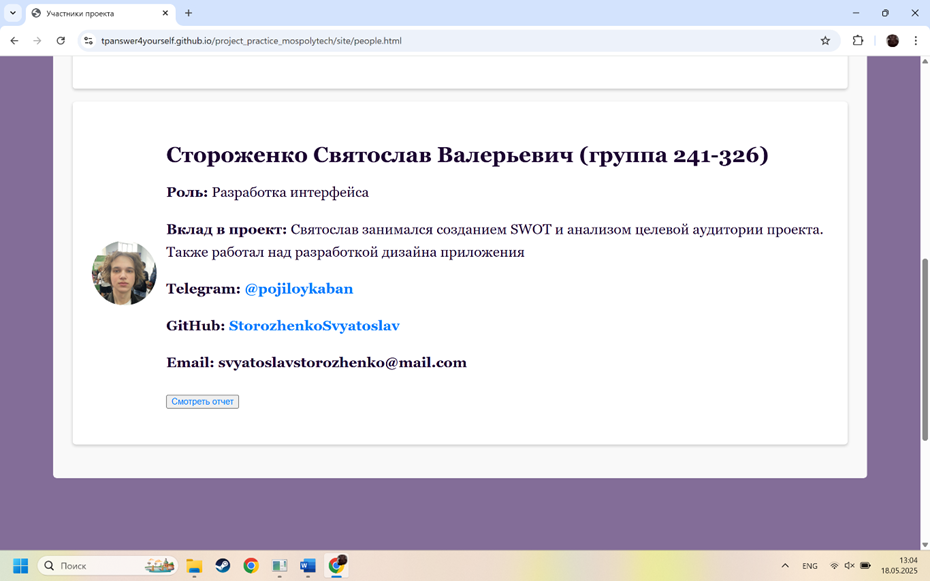 Участники проекта
tpanswer4yourself.github.io/project_practice_mospolytech/site/people.html
Стороженко Святослав Валерьевич (группа 241-326)
Роль: Разработка интерфейса
Вклад в проект: Святослав занимался созданием SWOT и анализом целевой аудитории проекта.
Также работал над разработкой дизайна приложения
Telegram: @pojiloykaban
GitHub: StorozhenkoSvyatoslav
Email: svyatoslavstorozhenko@mail.com
Смотреть отчет
Поиск
ENG
13:04
18.05.2025